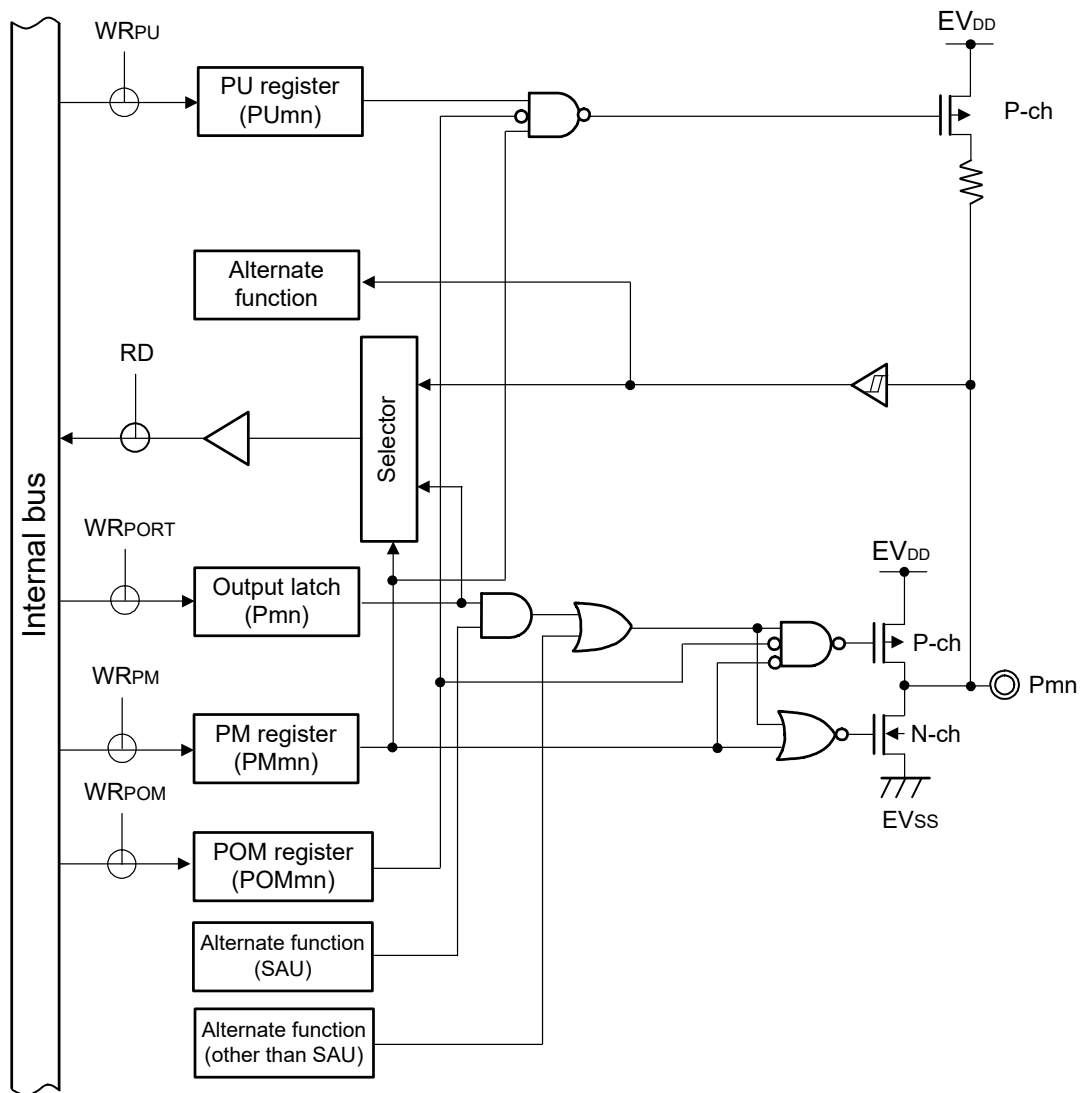 WRPU
PU register
(PUmn)
EVDD
P-ch
Alternate
function
RD
Selector
Internal bus
WRPORT
Output latch
(Pmn)
EVDD
P-ch
Pmn
WRPM
PM register
(PMmn)
N-ch
EVSS
WRPOM
POM register
(POMmn)
Alternate function
(SAU)
Alternate function
(other than SAU)